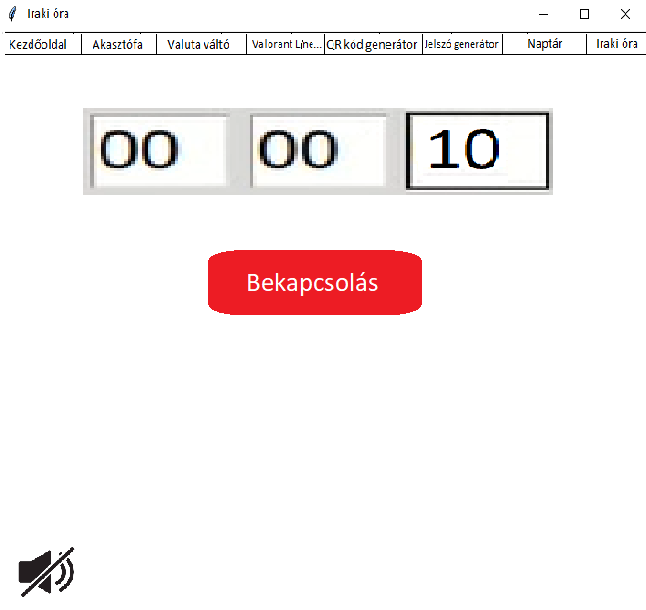 Iraki óra
Kezdőoldal Akasztófa Valuta váltó Valorant Line... QR kod generátor Jelszó generátor Naptár Iraki óra
00 00 10
Bekapcsolás